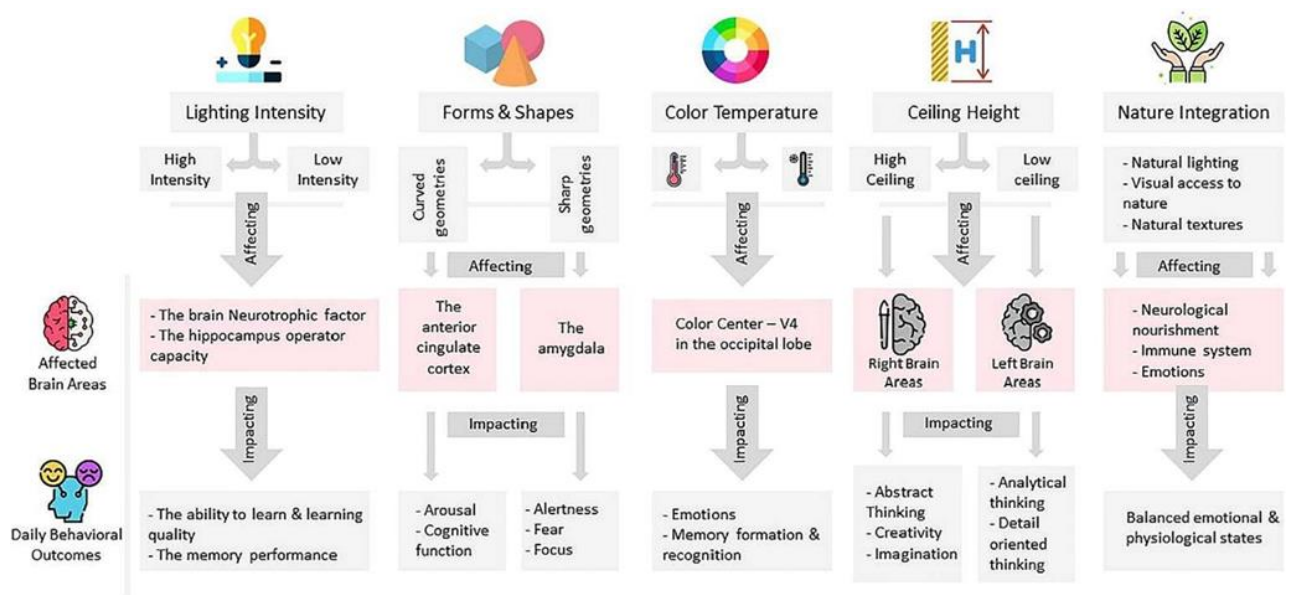 H
Lighting Intensity
Forms & Shapes
Color Temperature
Ceiling Height
Nature Integration
High
Intensity
Low
Intensity
Curved
geometries
Sharp
geometries
High
Ceiling
Low
ceiling
- Natural lighting
- Visual access to
nature
- Natural textures
Affecting
Affecting
Affecting
Affecting
Affecting
Affected
Brain Areas
- The brain Neurotrophic factor
- The hippocampus operator
capacity
The
anterior
cingulate
cortex
The
amygdala
Color Center – V4
in the occipital lobe
Right Brain
Areas
Left Brain
Areas
- Neurological
nourishment
- Immune system
- Emotions
Impacting
Impacting
Impacting
Impacting
Impacting
Daily Behavioral
Outcomes
- The ability to learn & learning
quality
- The memory performance
- Arousal
- Cognitive
function
- Alertness
- Fear
- Focus
- Emotions
- Memory formation &
recognition
- Abstract
Thinking
- Creativity
- Imagination
- Analytical
thinking
- Detail
oriented
thinking
Balanced emotional &
physiological states